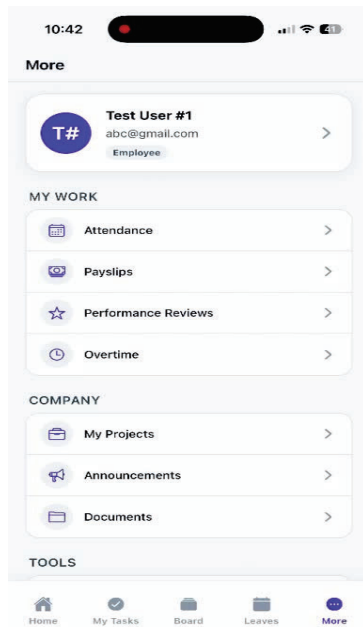 10:42
41
More
T#
Test User #1
abc@gmail.com
Employee
MY WORK
Attendance
Payslips
Performance Reviews
Overtime
COMPANY
My Projects
Announcements
Documents
TOOLS
Home My Tasks Board Leaves More